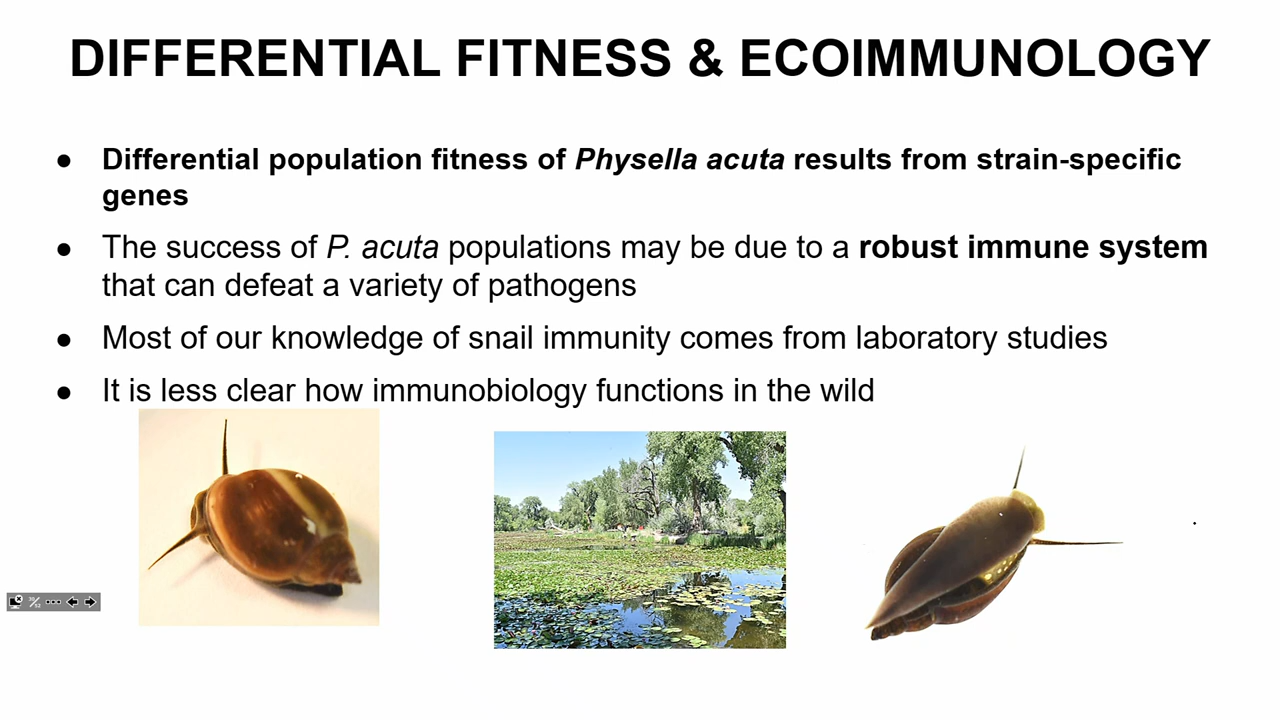 DIFFERENTIAL FITNESS & ECOIMMUNOLOGY
● Differential population fitness of Physella acuta results from strain-specific
genes
● The success of P. acuta populations may be due to a robust immune system
that can defeat a variety of pathogens
● Most of our knowledge of snail immunity comes from laboratory studies
● It is less clear how immunobiology functions in the wild